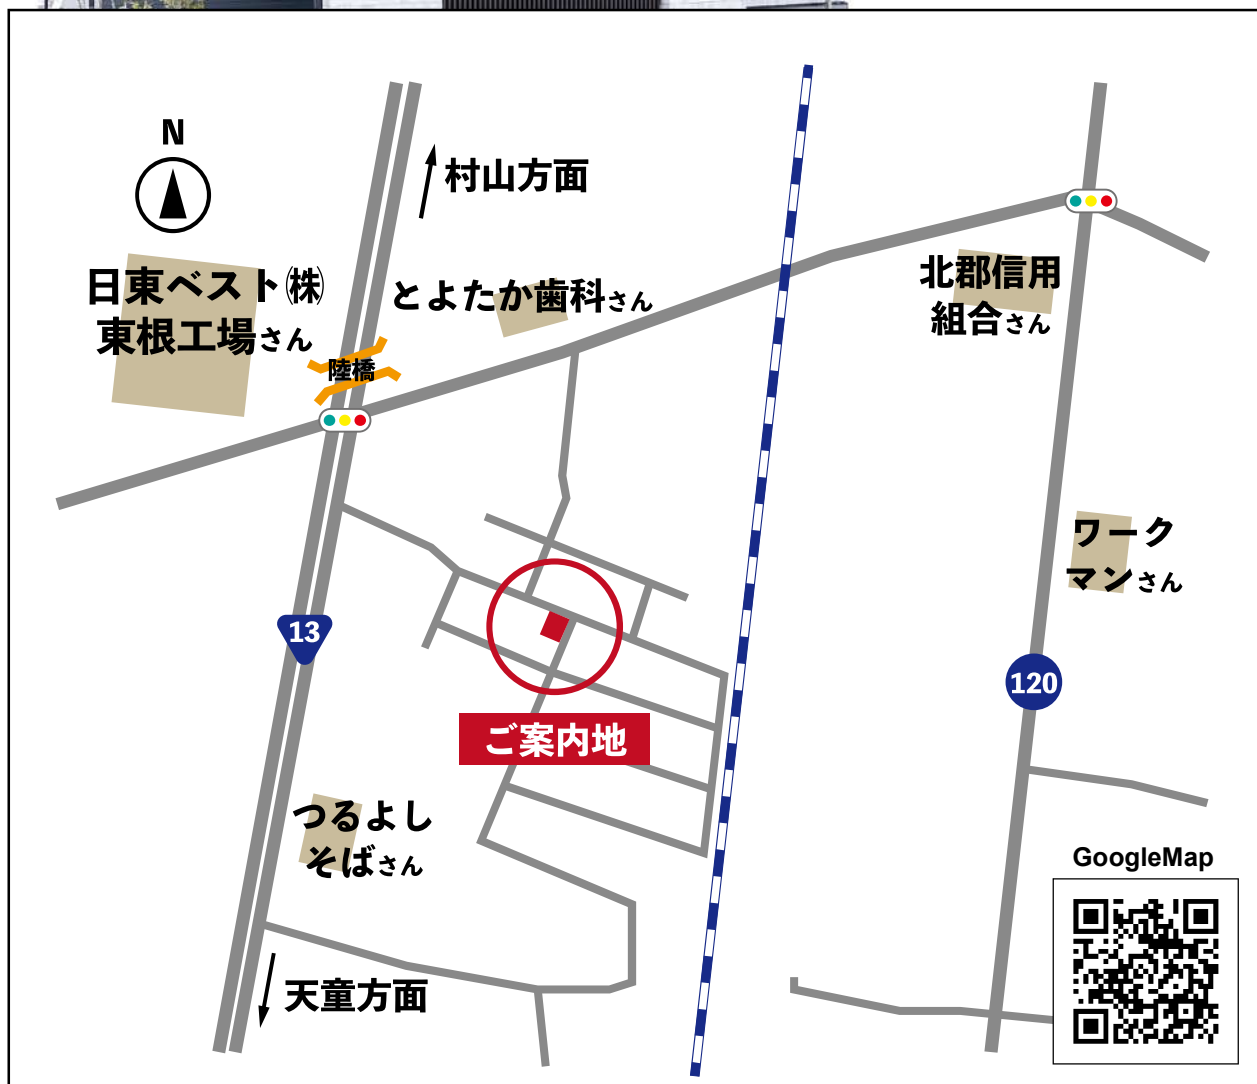 N
村山方面
日東ベスト㈱
東根工場さん
とよたか歯科さん
北郡信用
組合さん
陸橋
ワーク
マンさん
13
120
ご案内地
つるよし
そばさん
GoogleMap
天童方面